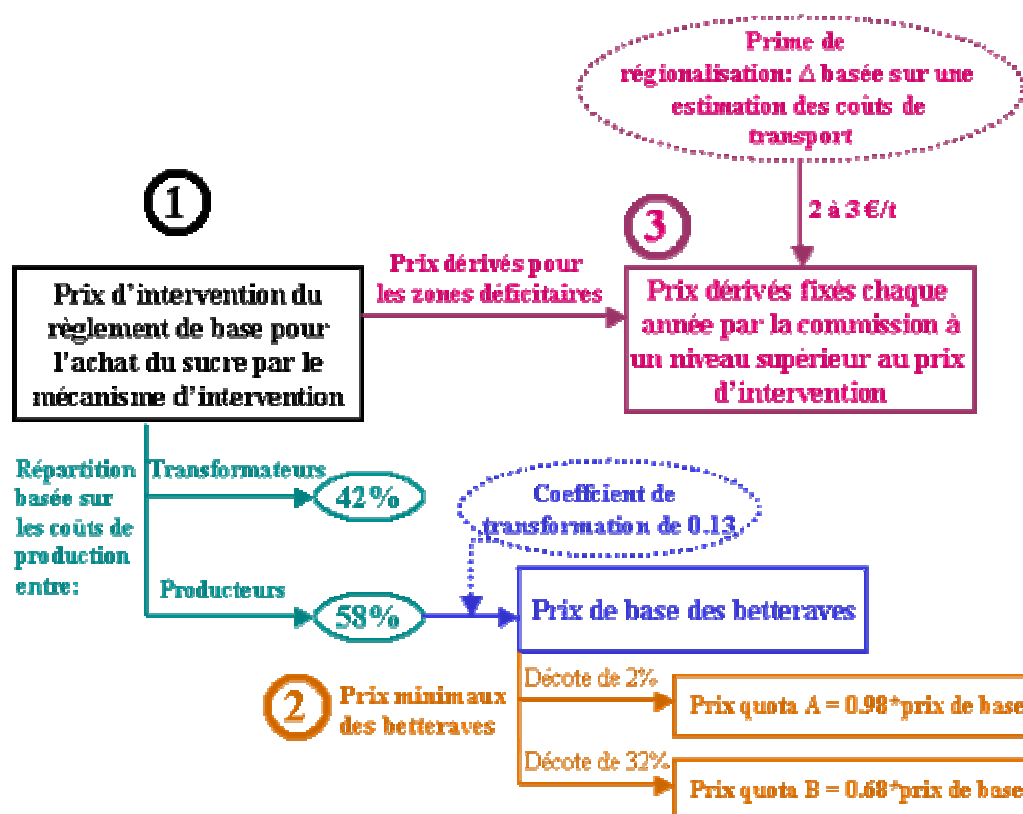 Prime de
régionalisation: Δ basée sur une
estimation des coûts de
transport
1
2 à 3 €/t
3
Prix dérivés pour
les zones déficitaires
Prix d'intervention du
règlement de base pour
l'achat du sucre par le
mécanisme d'intervention
Prix dérivés fixés chaque
année par la commission à
un niveau supérieur au prix
d'intervention
Répartition
basée sur
les coûts de
production
entre:
Transformateurs
42%
Coeffcient de
transformation de 0.13
Producteurs
58%
Prix de base des betteraves
2
Prix minimaux
des betteraves
Décote de 2%
Prix quota A = 0.98*prix de base
Décote de 32%
Prix quota B = 0.68*prix de base